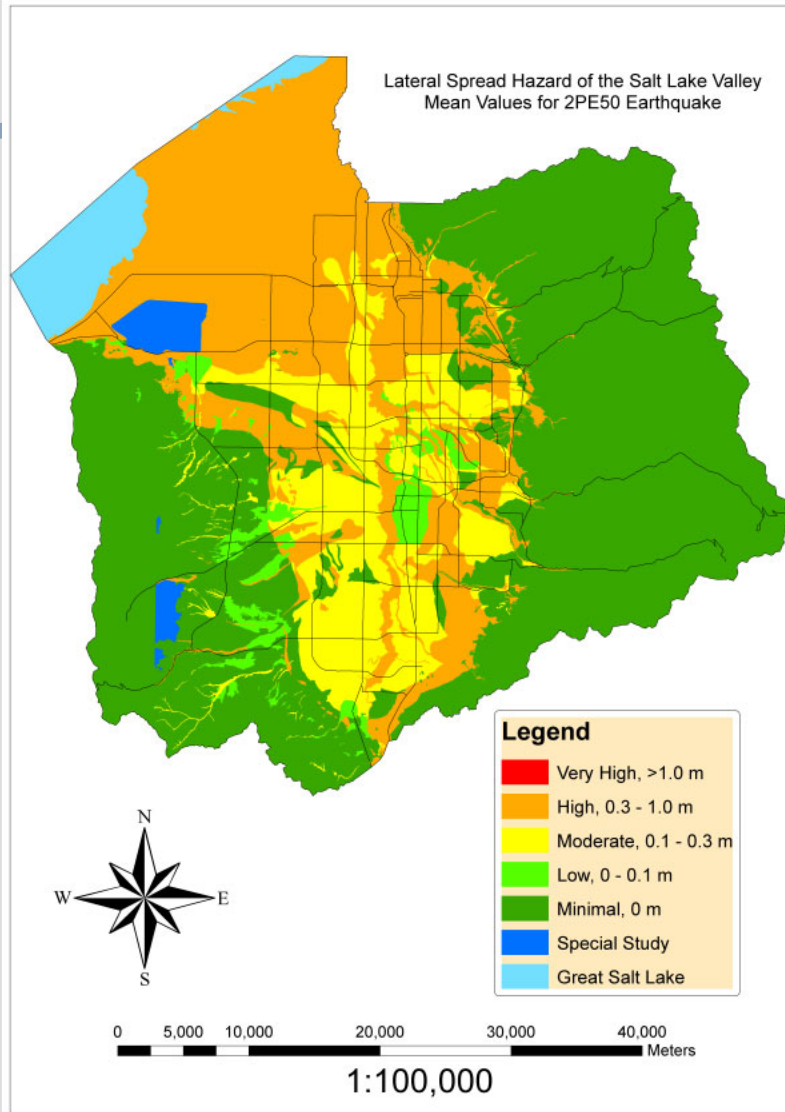 Lateral Spread Hazard of the Salt Lake Valley
Mean Values for 2PE50 Earthquake
Legend
Very High, >1.0 m
High, 0.3 - 1.0 m
Moderate, 0.1 - 0.3 m
Low, 0 - 0.1 m
Minimal, 0 m
Special Study
Great Salt Lake
N
W E
S
0 5,000 10,000 20,000 30,000 40,000
Meters
1:100,000